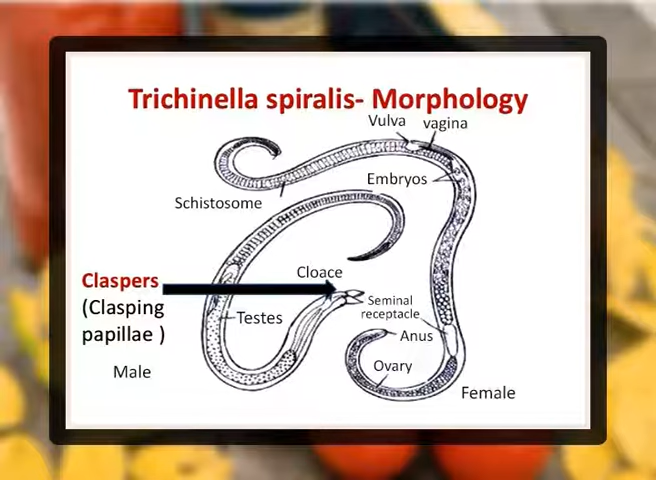 Trichinella spiralis- Morphology
Vulva vagina
Embryos
Schistosome
Claspers
(Clasping
papillae )
Cloace
Seminal
receptacle
Testes
Anus
Ovary
Male
Female